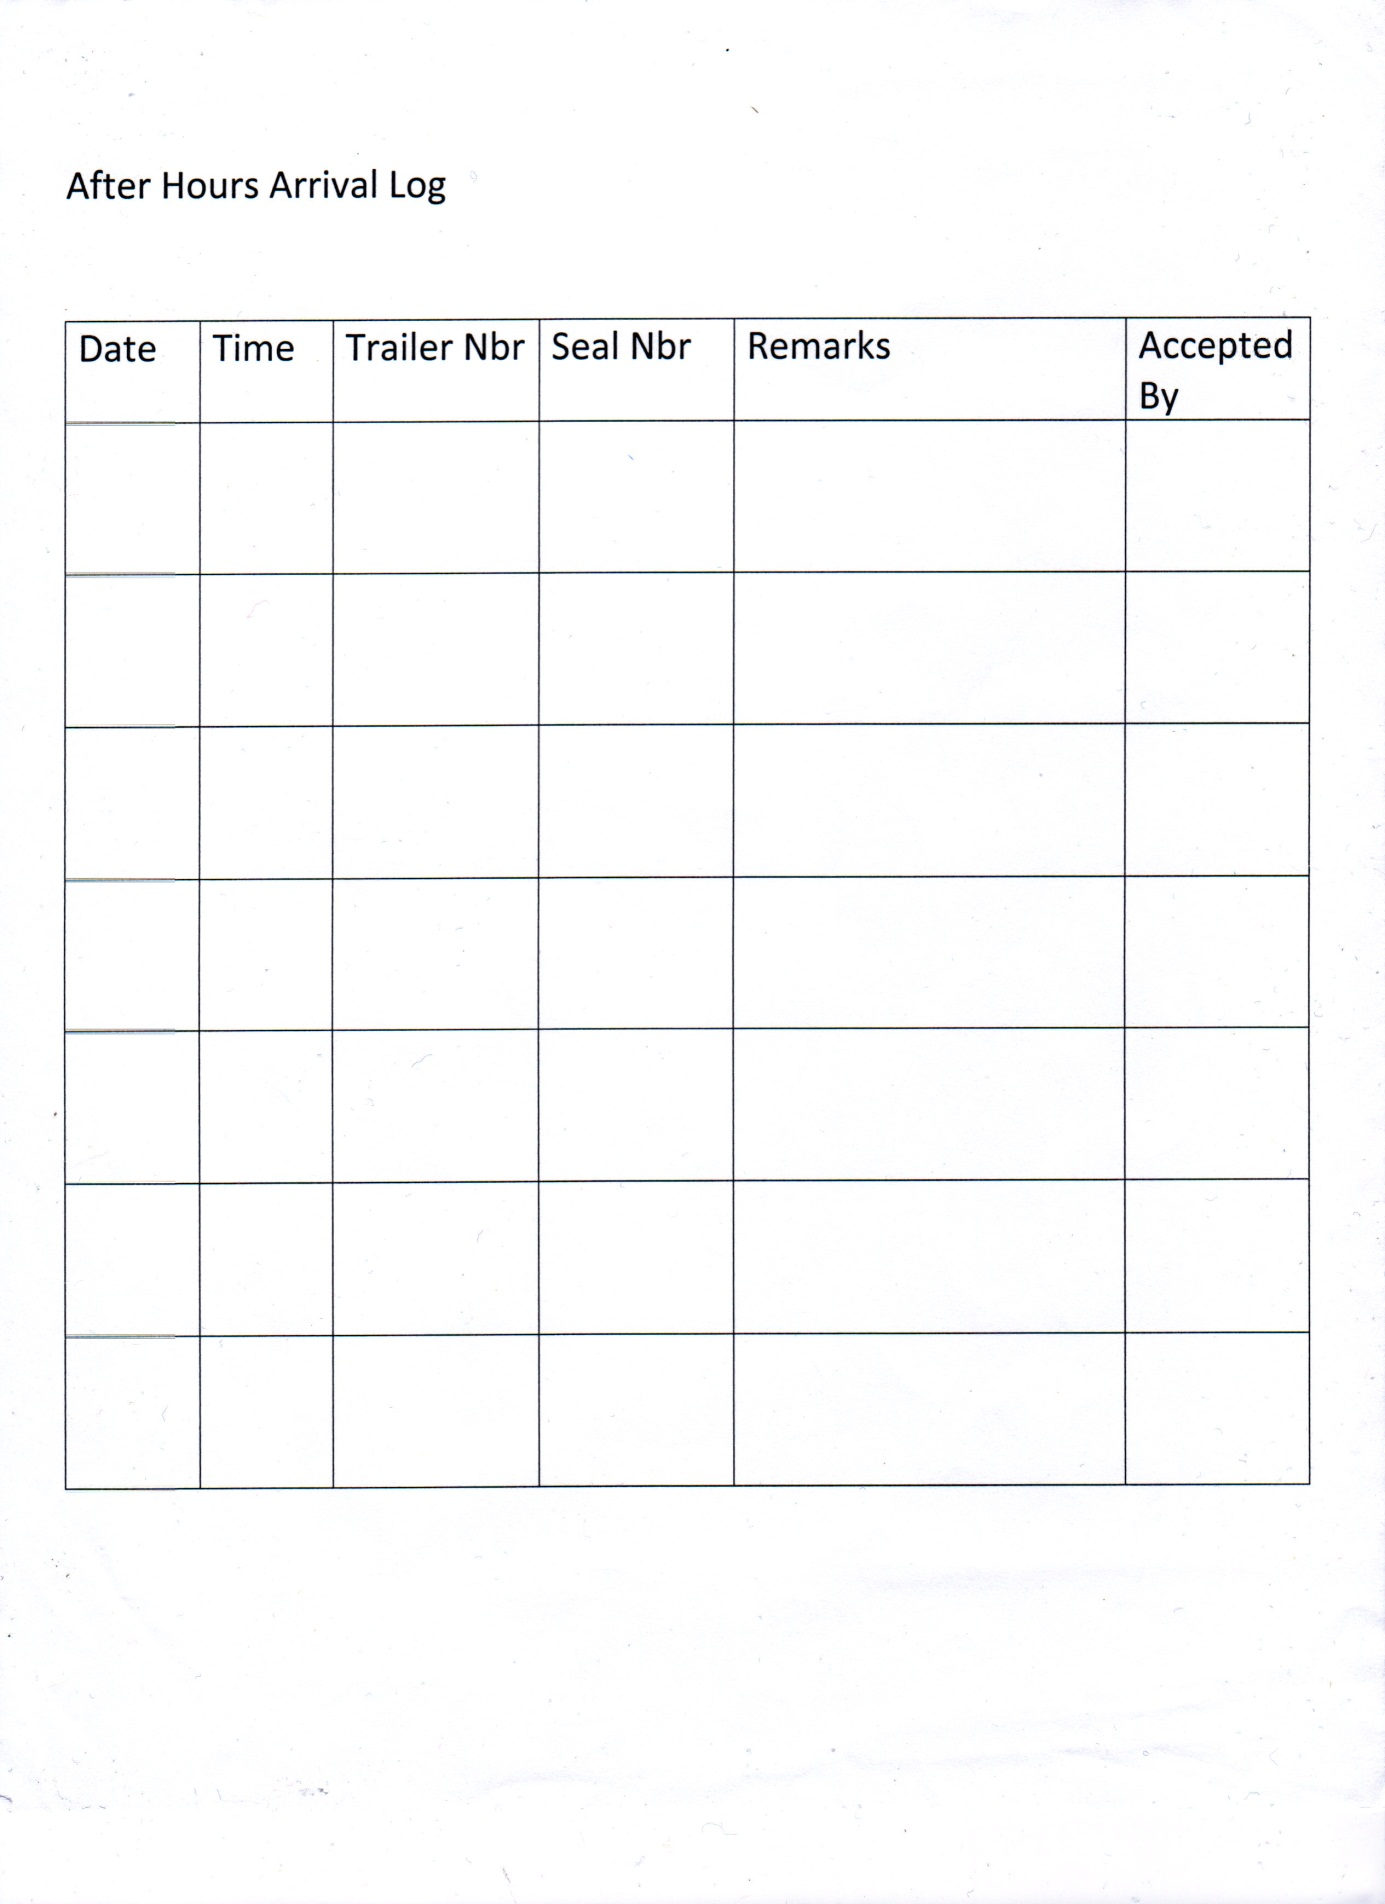 After Hours Arrival Log
Date Time Trailer Nbr Seal Nbr Remarks Accepted
By